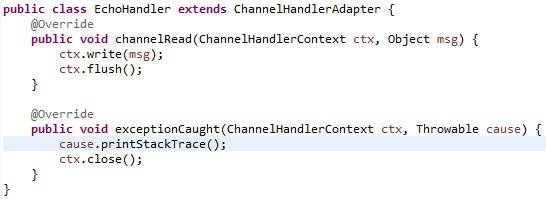 public class EchoHandler extends ChannelHandlerAdapter {
    @Override
    public void channelRead(ChannelHandlerContext ctx, Object msg) {
        ctx.write(msg);
        ctx.flush();
    }

    @Override
    public void exceptionCaught(ChannelHandlerContext ctx, Throwable cause) {
        cause.printStackTrace();
        ctx.close();
    }
}